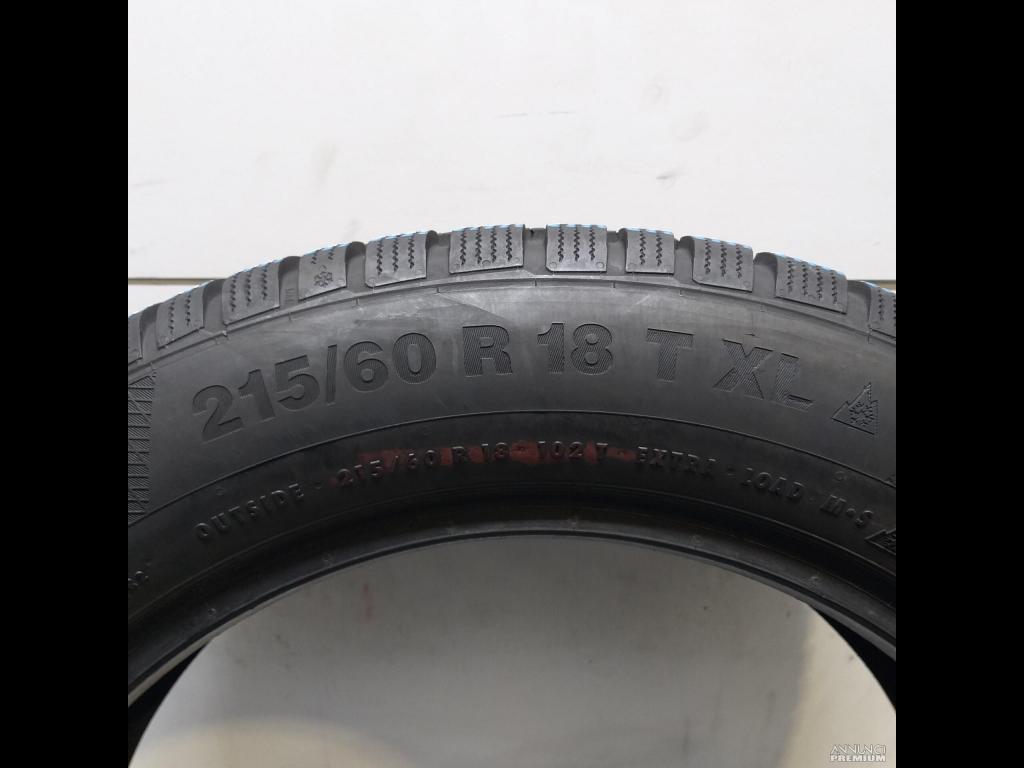 215/60 R 18 T XL
OUTSIDE · 215/60 R 18 · 102 T · EXTRA · LOAD M+S
ANNUNCI
PREMIUM